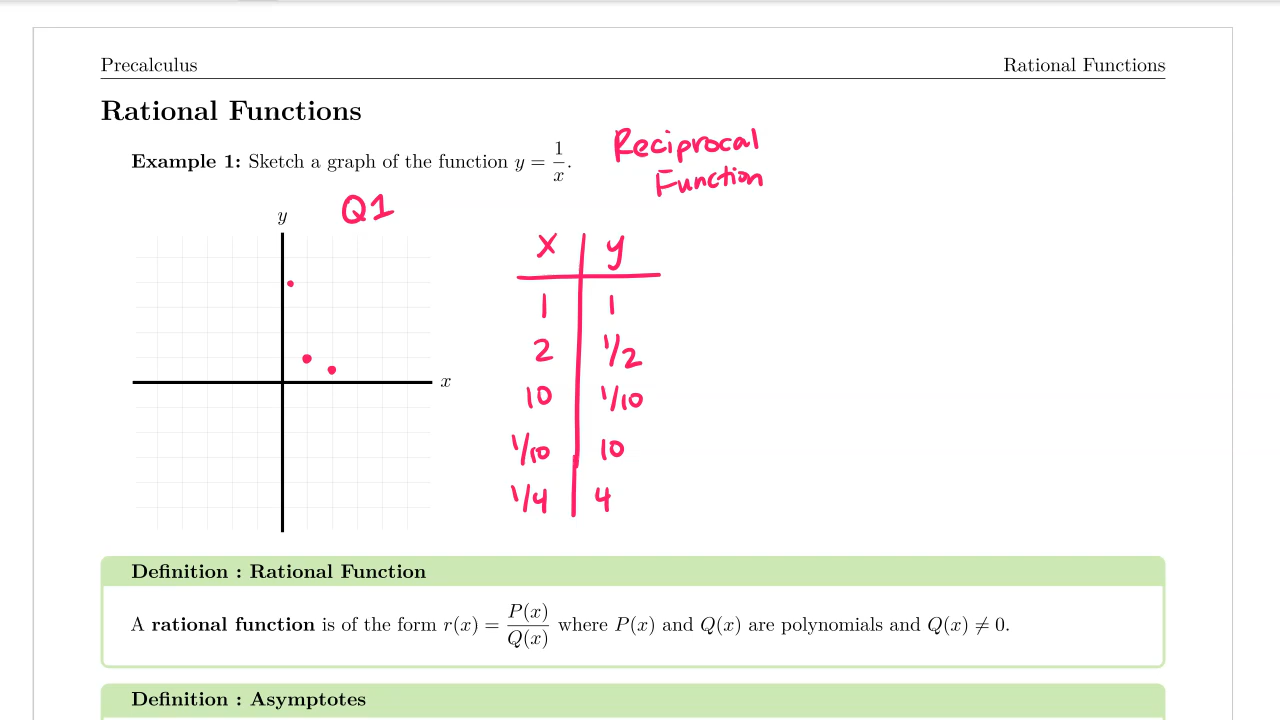 Precalculus Rational Functions
Rational Functions
Example 1: Sketch a graph of the function y = 1/x.
Reciprocal
Function
Q1
y
x
x y
1 1
2 1/2
10 1/10
1/10 10
1/4 4
Definition : Rational Function
A rational function is of the form r(x) = P(x)/Q(x) where P(x) and Q(x) are polynomials and Q(x) ≠ 0.
Definition : Asymptotes